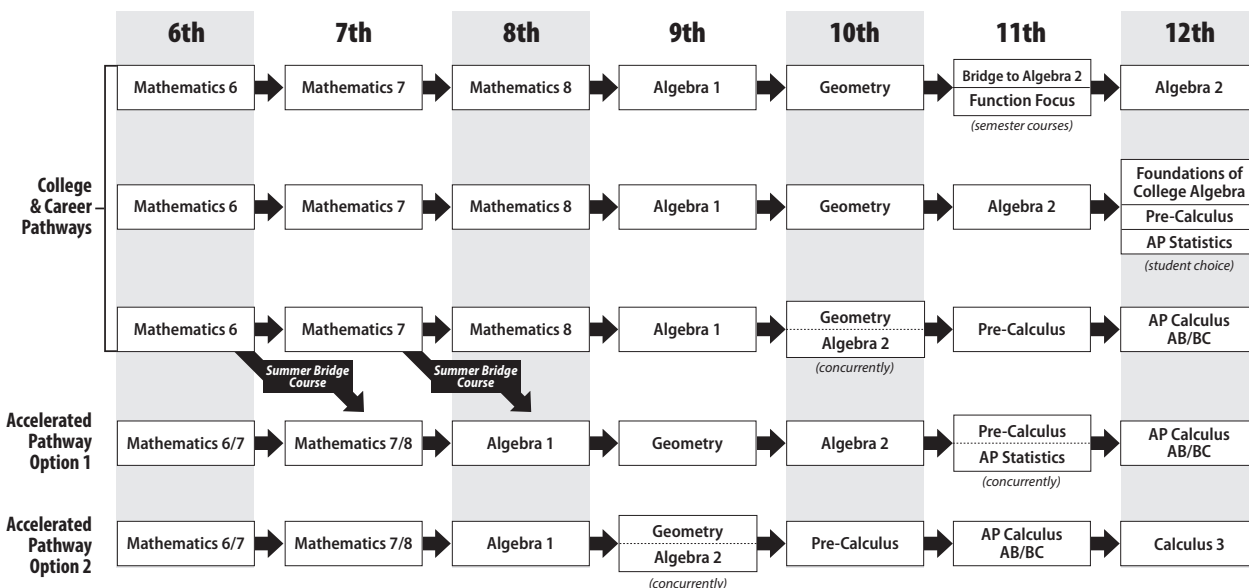 6th
7th
8th
9th
10th
11th
12th
College
& Career
Pathways
Mathematics 6
Mathematics 7
Mathematics 8
Algebra 1
Geometry
Bridge to Algebra 2
Function Focus
(semester courses)
Algebra 2
Mathematics 6
Mathematics 7
Mathematics 8
Algebra 1
Geometry
Algebra 2
Foundations of
College Algebra
Pre-Calculus
AP Statistics
(student choice)
Mathematics 6
Mathematics 7
Mathematics 8
Algebra 1
Geometry
Algebra 2
(concurrently)
Pre-Calculus
AP Calculus
AB/BC
Summer Bridge
Course
Summer Bridge
Course
Accelerated
Pathway
Option 1
Mathematics 6/7
Mathematics 7/8
Algebra 1
Geometry
Algebra 2
Pre-Calculus
AP Statistics
(concurrently)
AP Calculus
AB/BC
Accelerated
Pathway
Option 2
Mathematics 6/7
Mathematics 7/8
Algebra 1
Geometry
Algebra 2
(concurrently)
Pre-Calculus
AP Calculus
AB/BC
Calculus 3